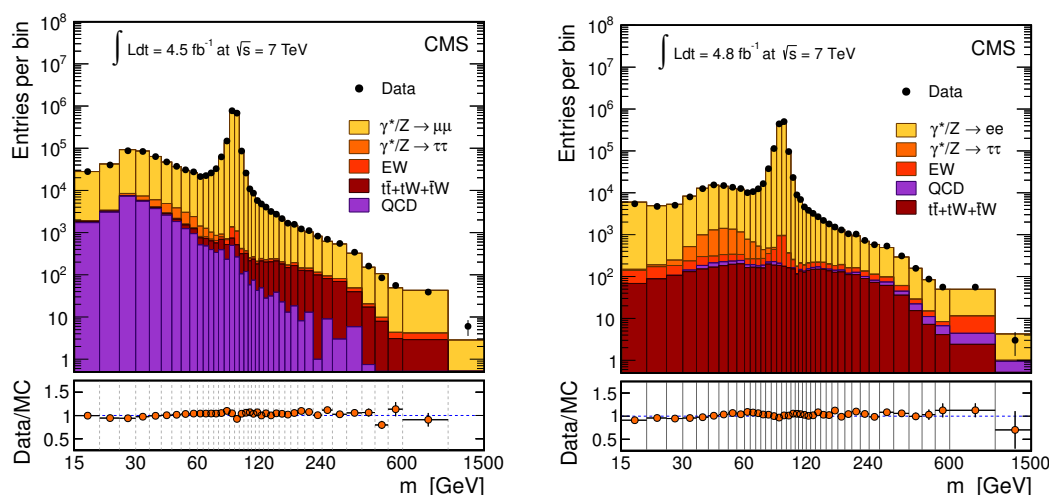 Entries per bin
10⁸
10⁷
10⁶
10⁵
10⁴
10³
10²
10
1
∫ Ldt = 4.5 fb⁻¹ at √s = 7 TeV
CMS
Data
γ*/Z → μμ
γ*/Z → ττ
EW
tt̄+tW+t̄W
QCD
Data/MC
1.5
1
0.5
15 30 60 120 240 600 1500
m [GeV]
Entries per bin
10⁸
10⁷
10⁶
10⁵
10⁴
10³
10²
10
1
∫ Ldt = 4.8 fb⁻¹ at √s = 7 TeV
CMS
Data
γ*/Z → ee
γ*/Z → ττ
EW
QCD
tt̄+tW+t̄W
Data/MC
1.5
1
0.5
15 30 60 120 240 600 1500
m [GeV]